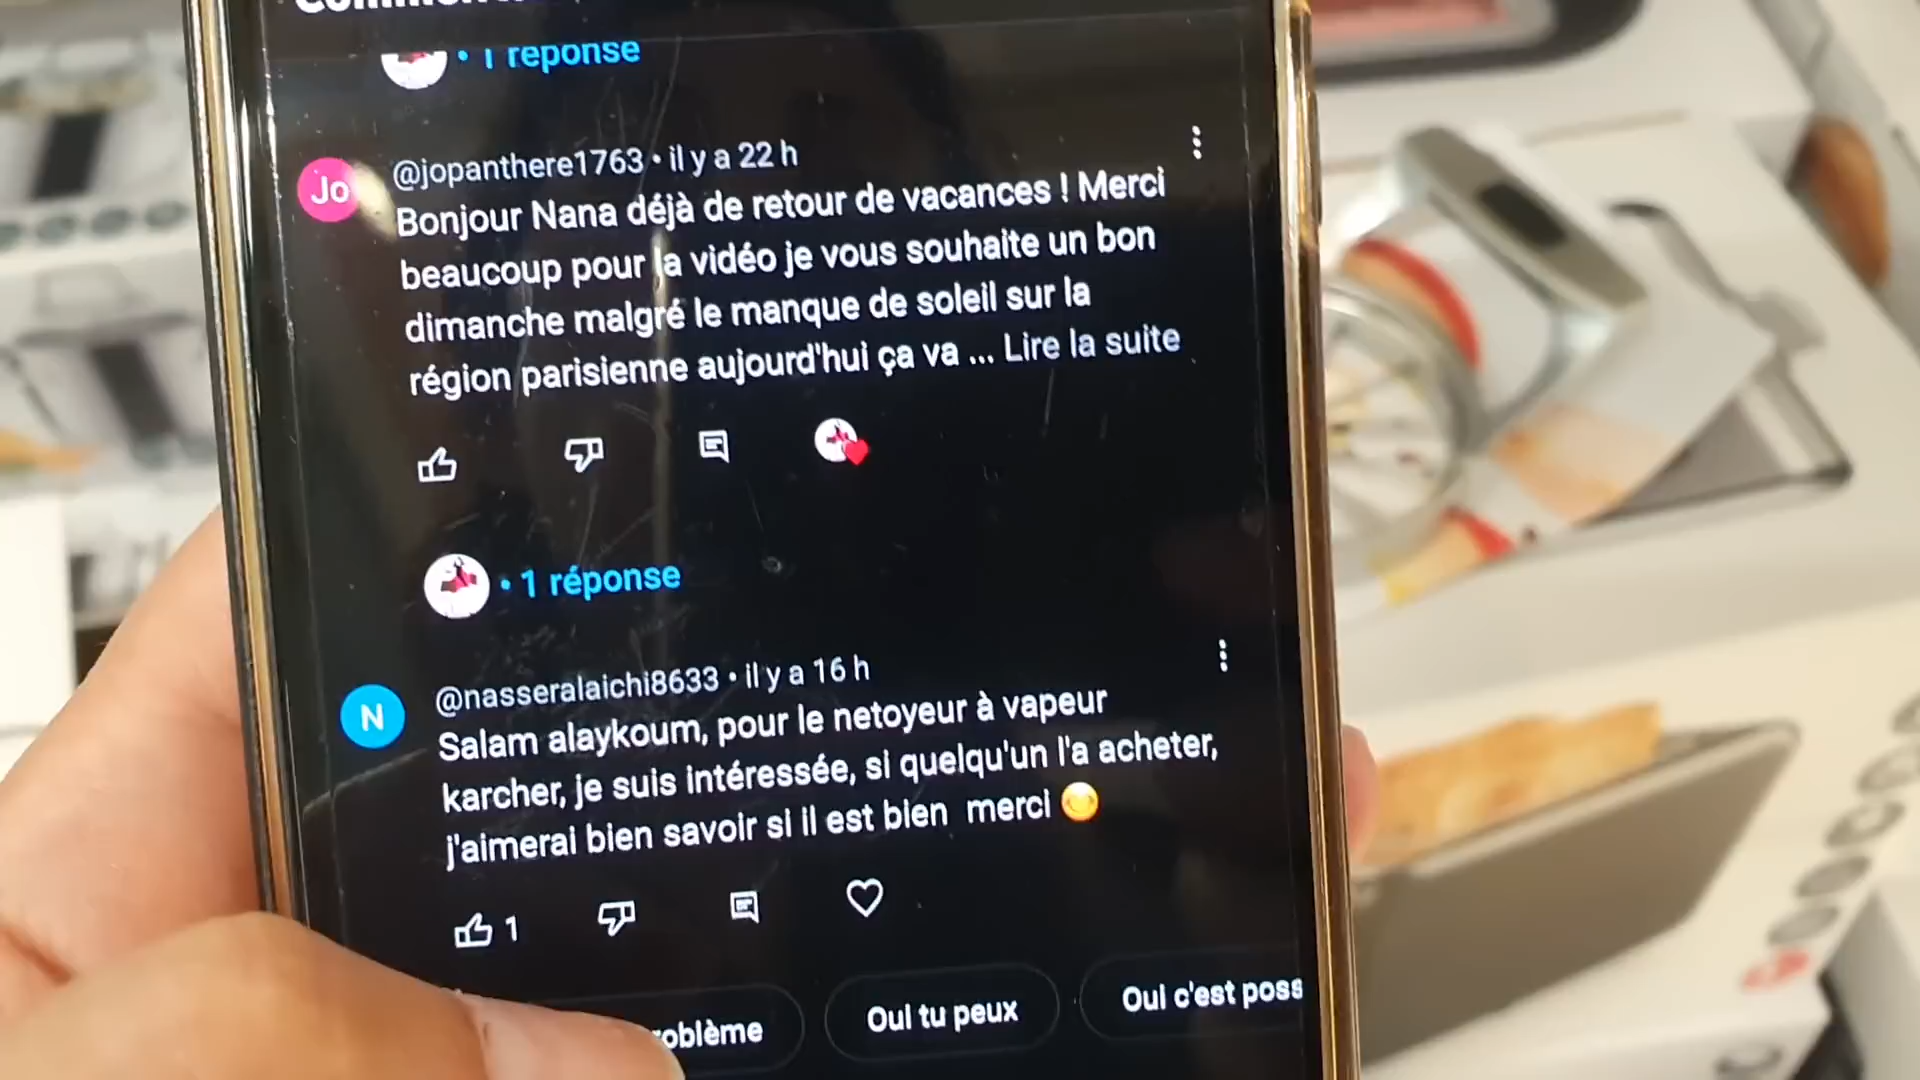 • 1 réponse
Jo
@jopanthere1763 • il y a 22 h
Bonjour Nana déjà de retour de vacances ! Merci
beaucoup pour la vidéo je vous souhaite un bon
dimanche malgré le manque de soleil sur la
région parisienne aujourd'hui ça va ... Lire la suite
• 1 réponse
N
@nasseralaichi8633 • il y a 16 h
Salam alaykoum, pour le netoyeur à vapeur
karcher, je suis intéressée, si quelqu'un l'a acheter,
j'aimerai bien savoir si il est bien merci 😊
1
Oui tu peux
Oui c'est